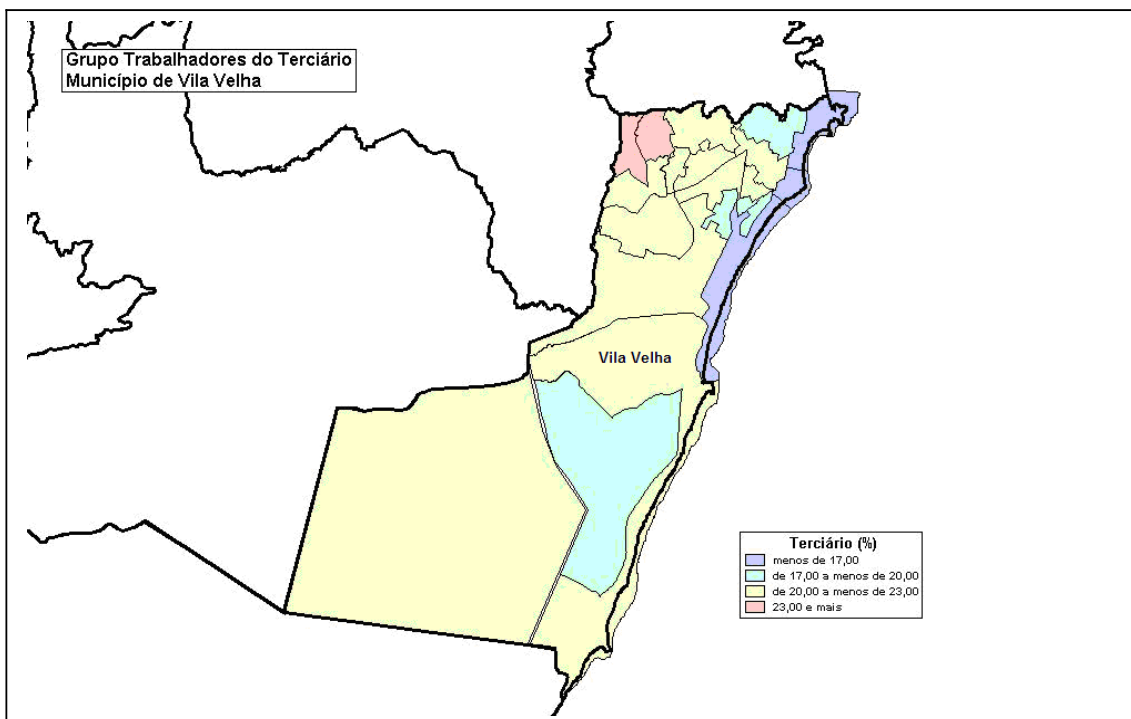 Grupo Trabalhadores do Terciário
Município de Vila Velha
Vila Velha
Terciário (%)
menos de 17,00
de 17,00 a menos de 20,00
de 20,00 a menos de 23,00
23,00 e mais